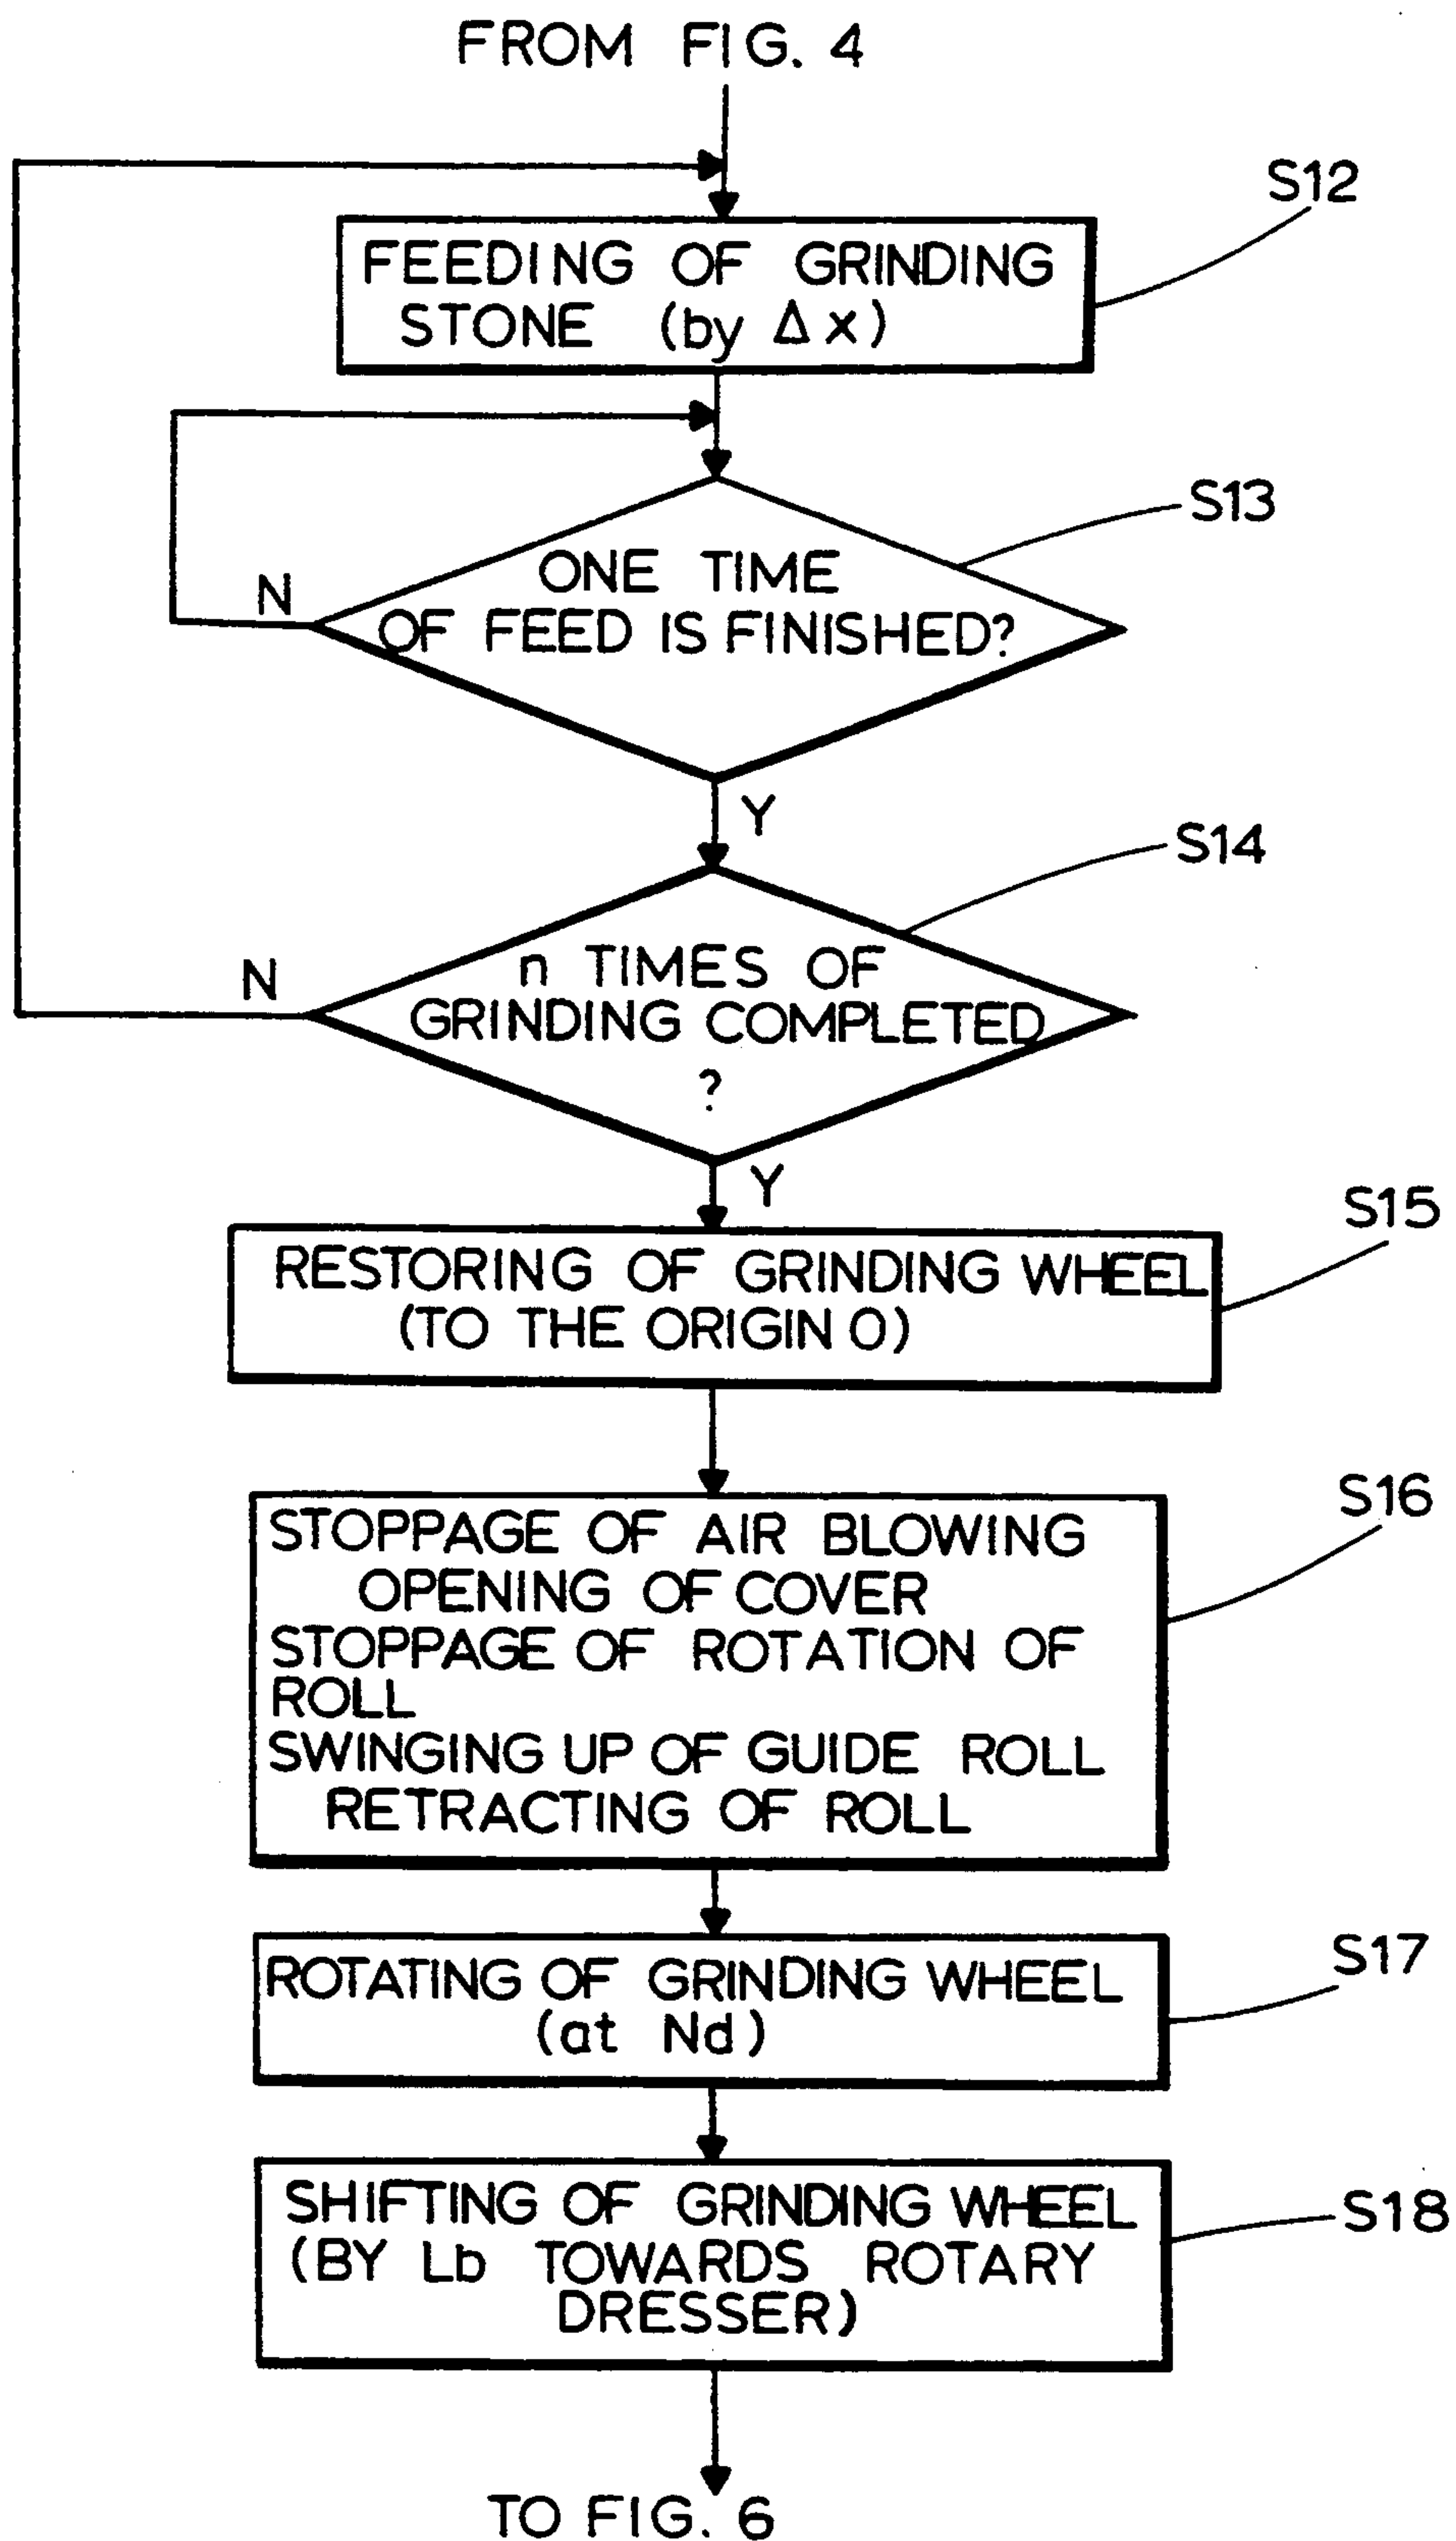 FROM FIG. 4
S12
FEEDING OF GRINDING
STONE (by Δx)
S13
ONE TIME
N
OF FEED IS FINISHED?
Y
S14
n TIMES OF
N
GRINDING COMPLETED
?
Y
S15
RESTORING OF GRINDING WHEEL
(TO THE ORIGIN O)
S16
STOPPAGE OF AIR BLOWING
OPENING OF COVER
STOPPAGE OF ROTATION OF
ROLL
SWINGING UP OF GUIDE ROLL
RETRACTING OF ROLL
S17
ROTATING OF GRINDING WHEEL
(at Nd)
SHIFTING OF GRINDING WHEEL
S18
(BY Lb TOWARDS ROTARY
DRESSER)
TO FIG. 6